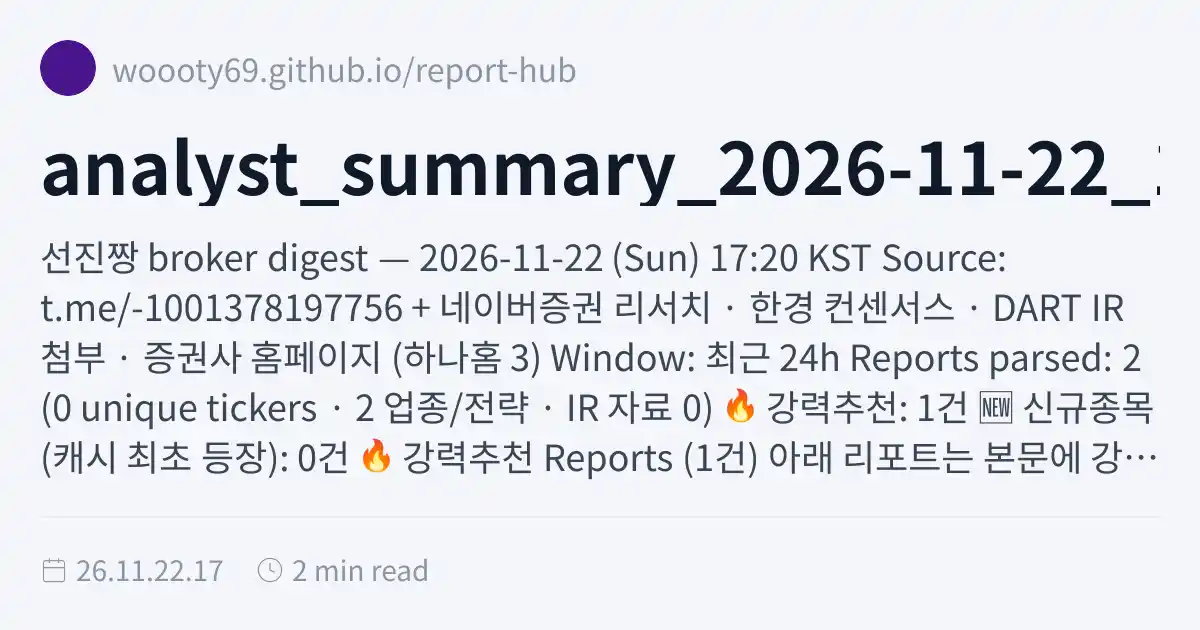 woooty69.github.io/report-hub
analyst_summary_2026-11-22_
선진짱 broker digest — 2026-11-22 (Sun) 17:20 KST Source:
t.me/-1001378197756 + 네이버증권 리서치 · 한경 컨센서스 · DART IR
첨부 · 증권사 홈페이지 (하나홈 3) Window: 최근 24h Reports parsed: 2
(0 unique tickers · 2 업종/전략 · IR 자료 0) 🔥 강력추천: 1건 🆕 신규종목
(캐시 최초 등장): 0건 🔥 강력추천 Reports (1건) 아래 리포트는 본문에 강…
26.11.22.17
2 min read